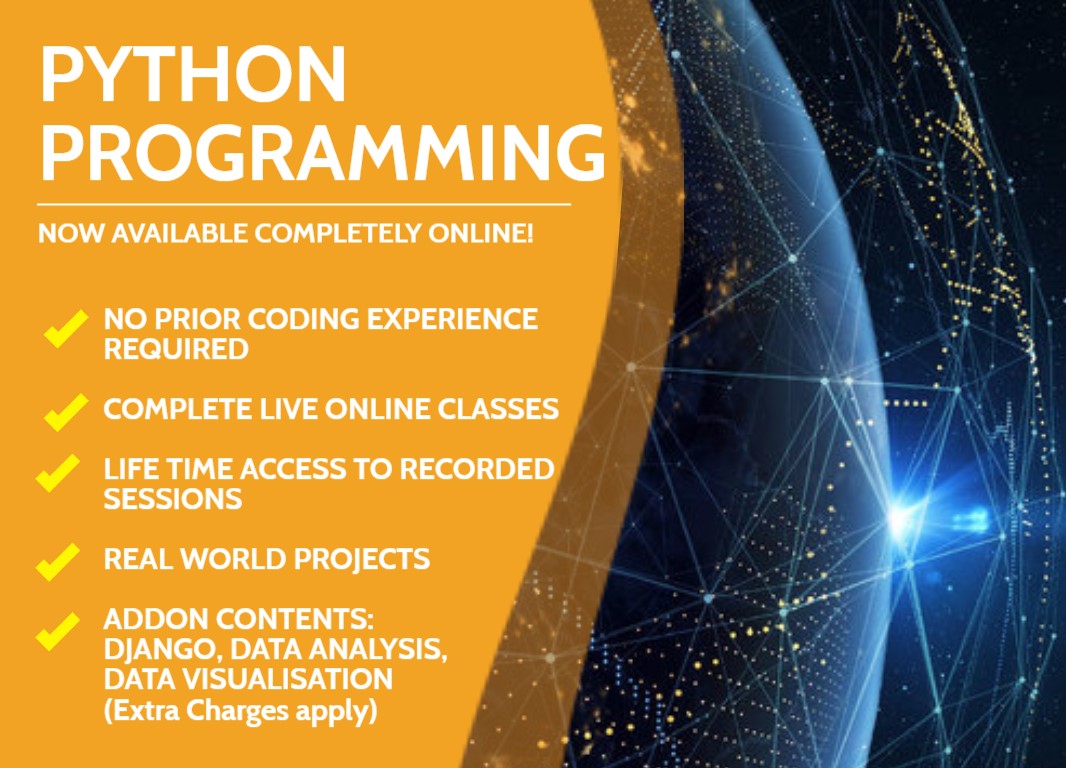 PYTHON
PROGRAMMING
NOW AVAILABLE COMPLETELY ONLINE!
NO PRIOR CODING EXPERIENCE
REQUIRED
COMPLETE LIVE ONLINE CLASSES
LIFE TIME ACCESS TO RECORDED
SESSIONS
REAL WORLD PROJECTS
ADDON CONTENTS:
DJANGO, DATA ANALYSIS,
DATA VISUALISATION
(Extra Charges apply)